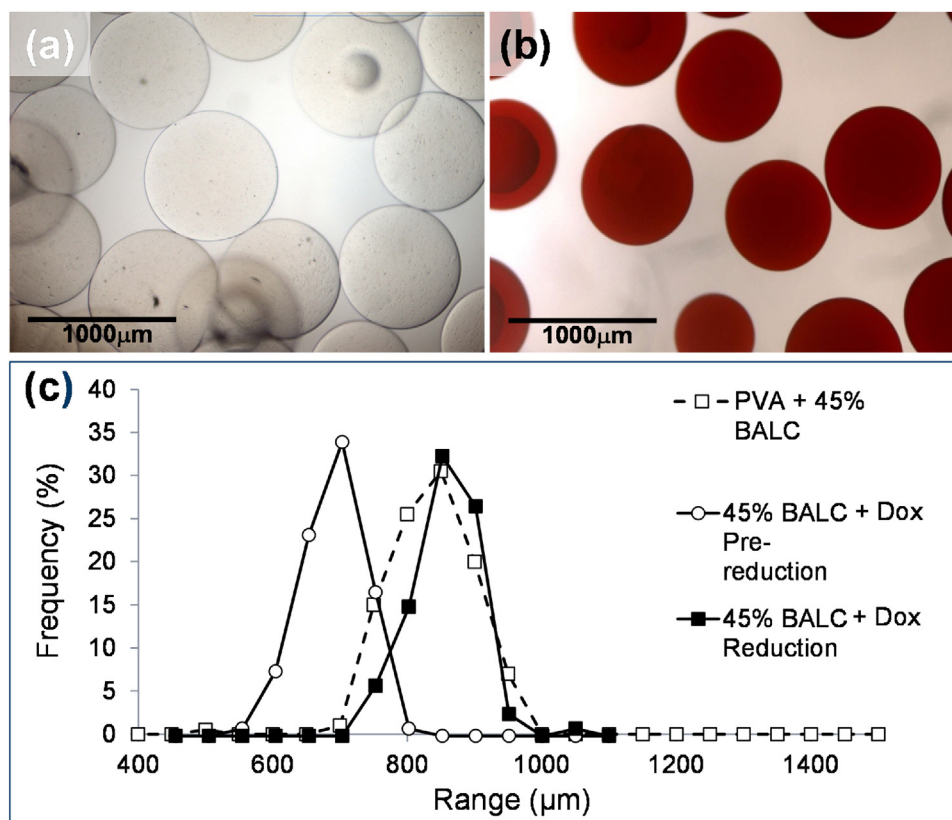 (a)
1000μm
(b)
1000μm
(c)
40
35
30
25
20
15
10
5
0
Frequency (%)
400
600
800
1000
1200
1400
Range (μm)
PVA + 45%
BALC
45% BALC + Dox
Pre-
reduction
45% BALC + Dox
Reduction